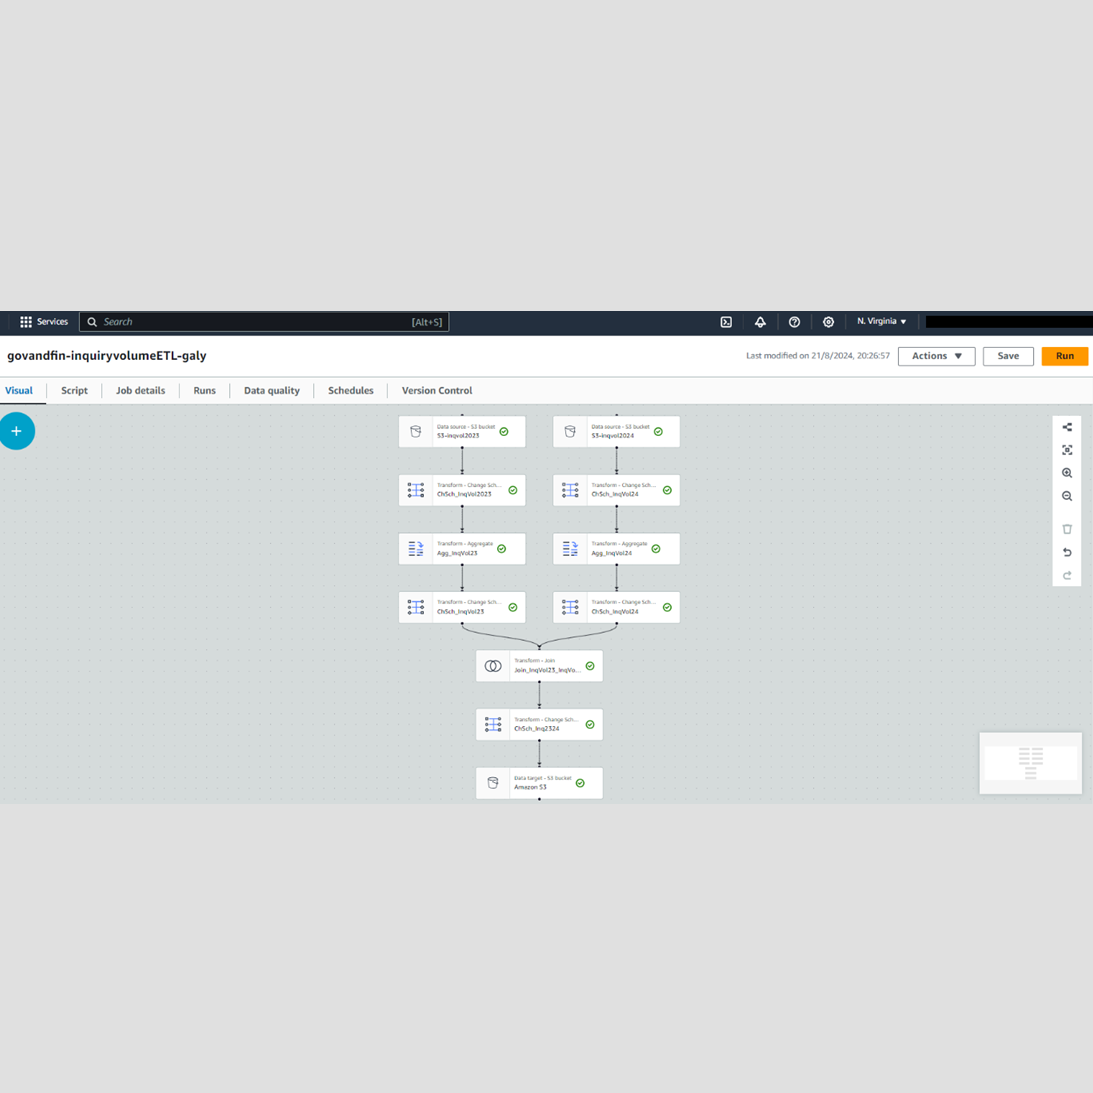 Services
Search
[Alt+S]
N. Virginia
govandfin-inquiryvolumeETL-galy
Last modified on 21/8/2024, 20:26:57
Actions
Save
Run
Visual
Script
Job details
Runs
Data quality
Schedules
Version Control
Data source - S3 bucket
S3-inqvol2023
Data source - S3 bucket
S3-inqvol2024
Transform - Change Sch...
ChSch_InqVol2023
Transform - Change Sch...
ChSch_InqVol24
Transform - Aggregate
Agg_InqVol23
Transform - Aggregate
Agg_InqVol24
Transform - Change Sch...
ChSch_InqVol23
Transform - Change Sch...
ChSch_InqVol24
Transform - Join
Join_InqVol23_InqVo...
Transform - Change Sch...
ChSch_Inq2324
Data target - S3 bucket
Amazon S3